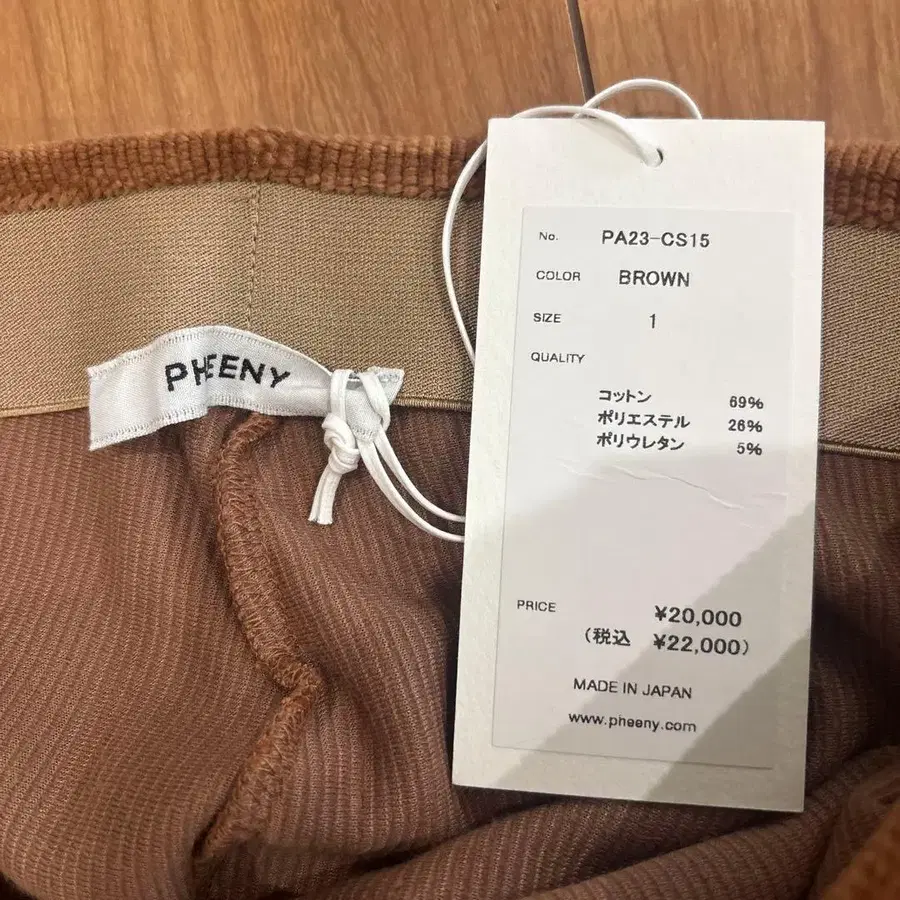 PHEENY
No. PA23-CS15
COLOR BROWN
SIZE 1
QUALITY
コットン 69%
ポリエステル 26%
ポリウレタン 5%
PRICE ¥20,000
(税込 ¥22,000)
MADE IN JAPAN
www.pheeny.com